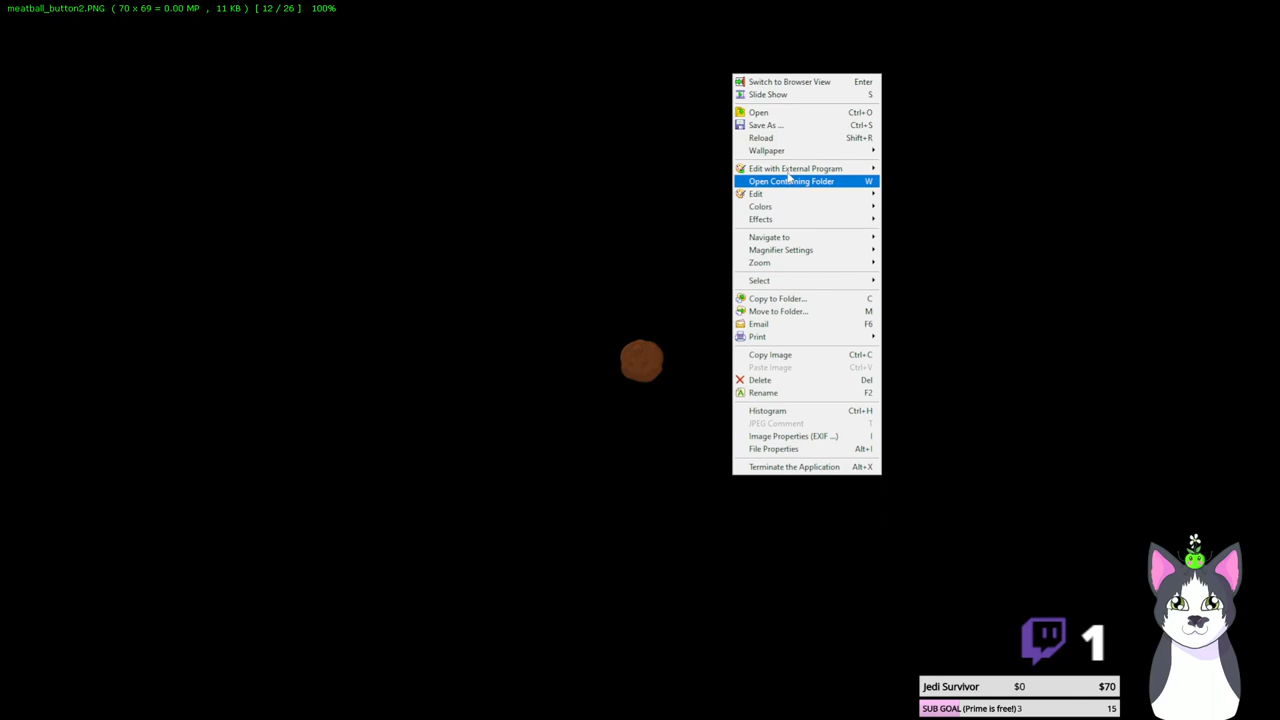 meatball_button2.PNG ( 70 x 69 = 0.00 MP , 11 KB ) [ 12 / 26 ] 100%
Switch to Browser View Enter
Slide Show S
Open Ctrl+O
Save As ... Ctrl+S
Reload Shift+R
Wallpaper
Edit with External Program
Open Containing Folder W
Edit
Colors
Effects
Navigate to
Magnifier Settings
Zoom
Select
Copy to Folder... C
Move to Folder... M
Email F6
Print
Copy Image Ctrl+C
Paste Image Ctrl+V
Delete Del
Rename F2
Histogram Ctrl+H
JPEG Comment T
Image Properties (EXIF ...) I
File Properties Alt+I
Terminate the Application Alt+X
1
Jedi Survivor $0 $70
SUB GOAL (Prime is free!) 3 15